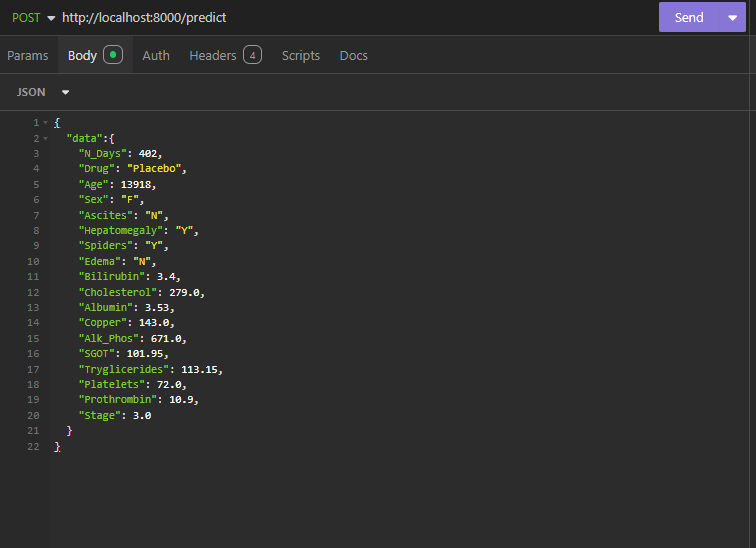 POST http://localhost:8000/predict Send
Params Body Auth Headers 4 Scripts Docs
JSON
1 {
2 "data":{
3 "N_Days": 402,
4 "Drug": "Placebo",
5 "Age": 13918,
6 "Sex": "F",
7 "Ascites": "N",
8 "Hepatomegaly": "Y",
9 "Spiders": "Y",
10 "Edema": "N",
11 "Bilirubin": 3.4,
12 "Cholesterol": 279.0,
13 "Albumin": 3.53,
14 "Copper": 143.0,
15 "Alk_Phos": 671.0,
16 "SGOT": 101.95,
17 "Tryglicerides": 113.15,
18 "Platelets": 72.0,
19 "Prothrombin": 10.9,
20 "Stage": 3.0
21 }
22 }